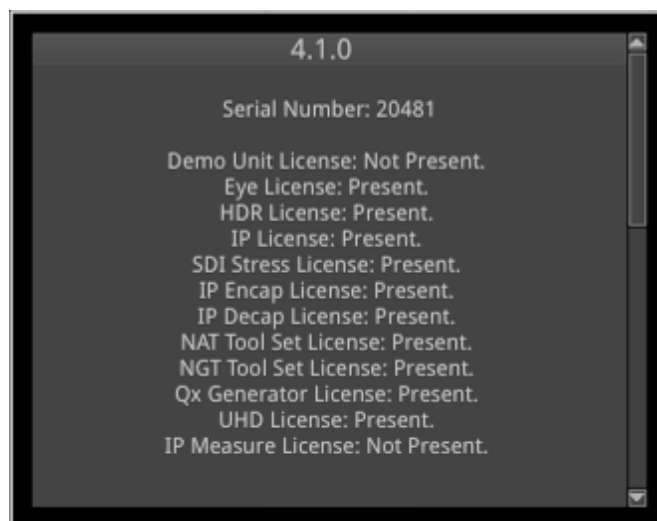 4.1.0
Serial Number: 20481
Demo Unit License: Not Present.
Eye License: Present.
HDR License: Present.
IP License: Present.
SDI Stress License: Present.
IP Encap License: Present.
IP Decap License: Present.
NAT Tool Set License: Present.
NGT Tool Set License: Present.
Qx Generator License: Present.
UHD License: Present.
IP Measure License: Not Present.